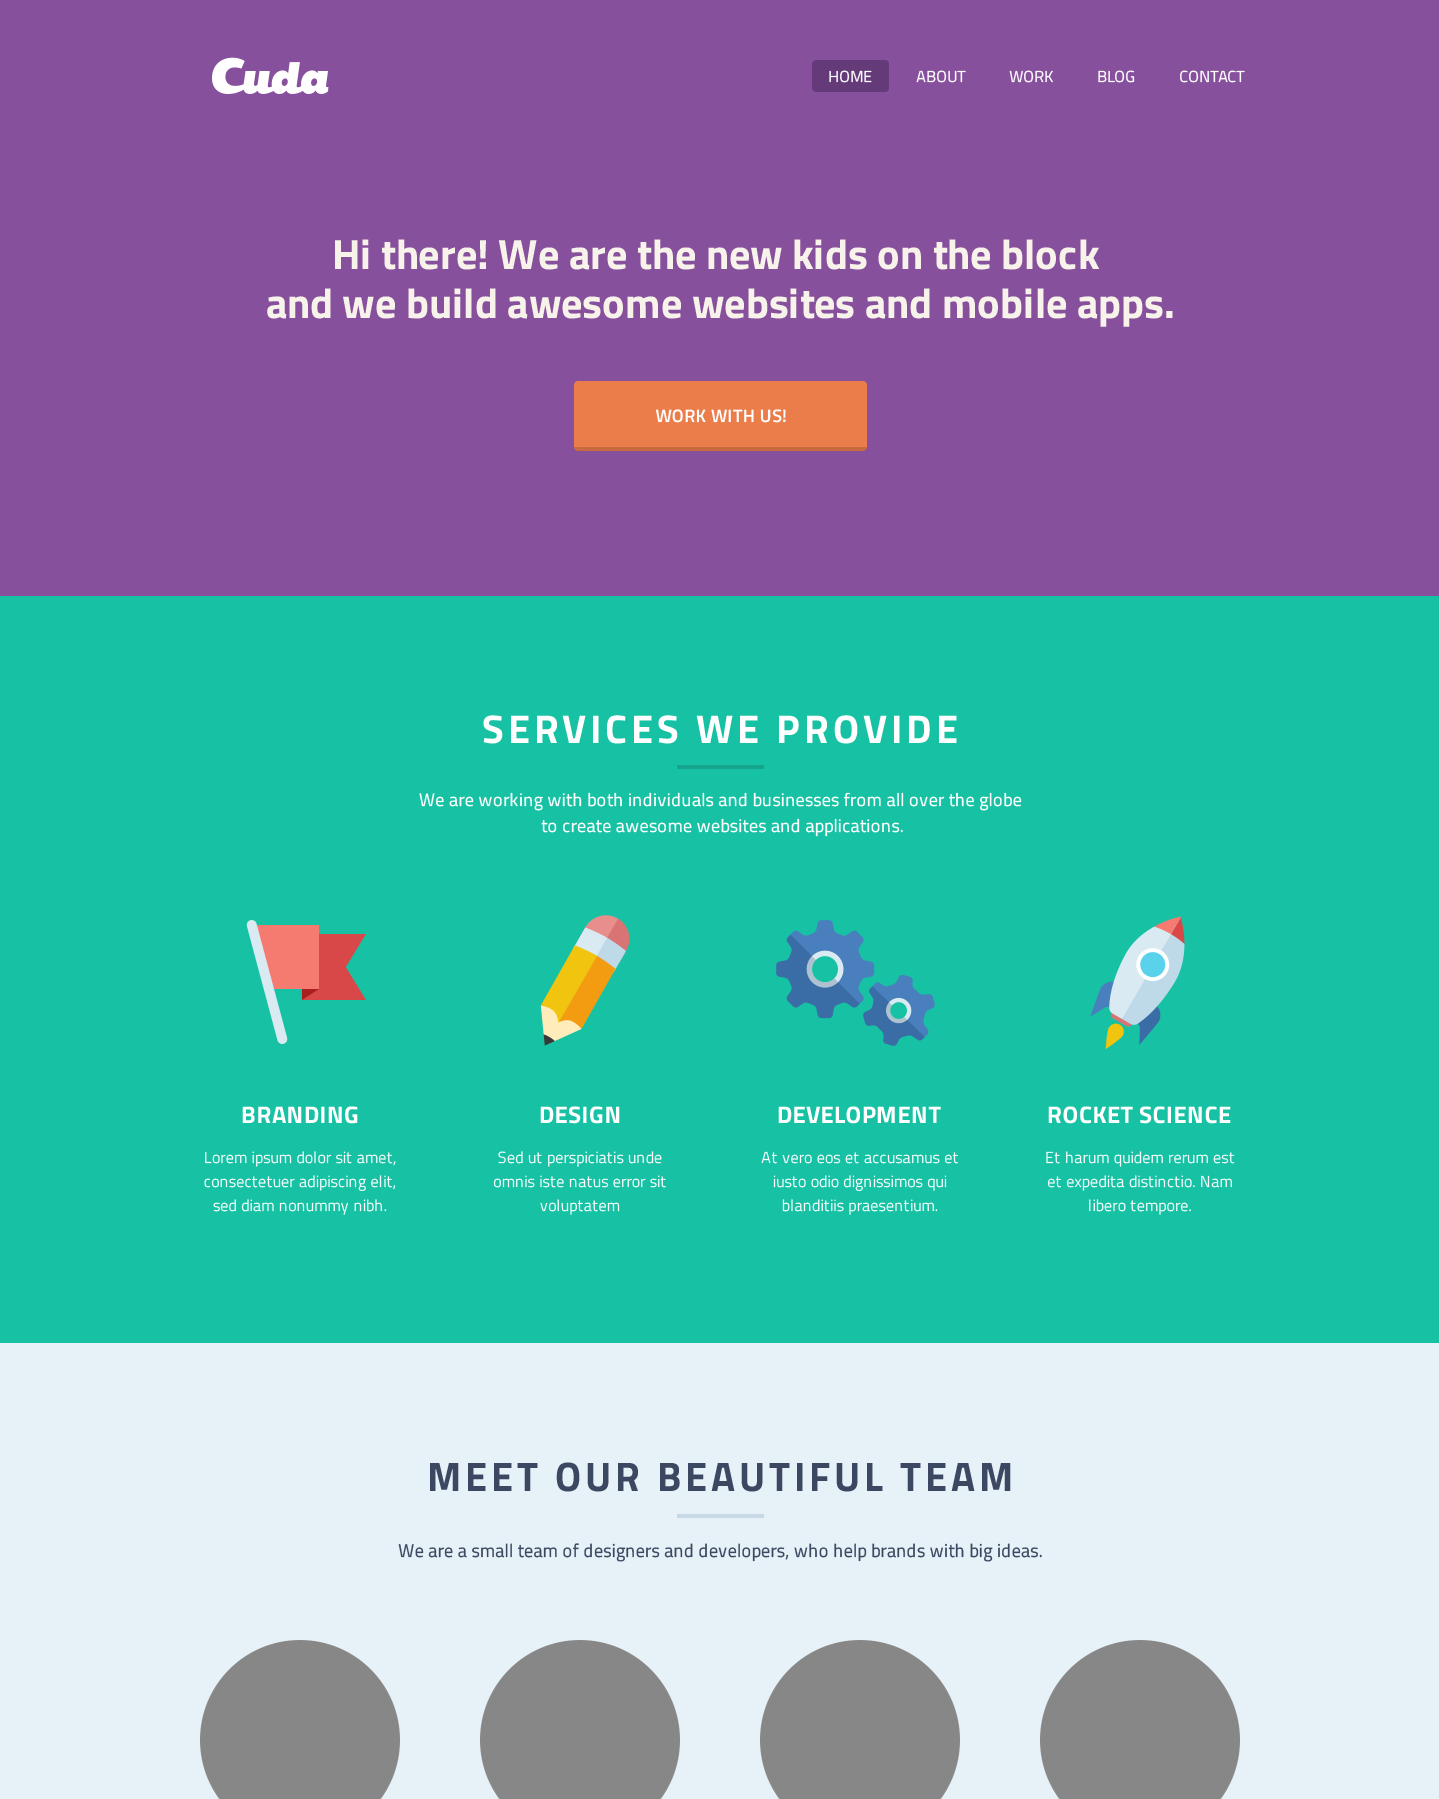 Cuda
HOME ABOUT WORK BLOG CONTACT
Hi there! We are the new kids on the block
and we build awesome websites and mobile apps.
WORK WITH US!
SERVICES WE PROVIDE
We are working with both individuals and businesses from all over the globe
to create awesome websites and applications.
BRANDING
Lorem ipsum dolor sit amet,
consectetuer adipiscing elit,
sed diam nonummy nibh.
DESIGN
Sed ut perspiciatis unde
omnis iste natus error sit
voluptatem
DEVELOPMENT
At vero eos et accusamus et
iusto odio dignissimos qui
blanditiis praesentium.
ROCKET SCIENCE
Et harum quidem rerum est
et expedita distinctio. Nam
libero tempore.
MEET OUR BEAUTIFUL TEAM
We are a small team of designers and developers, who help brands with big ideas.